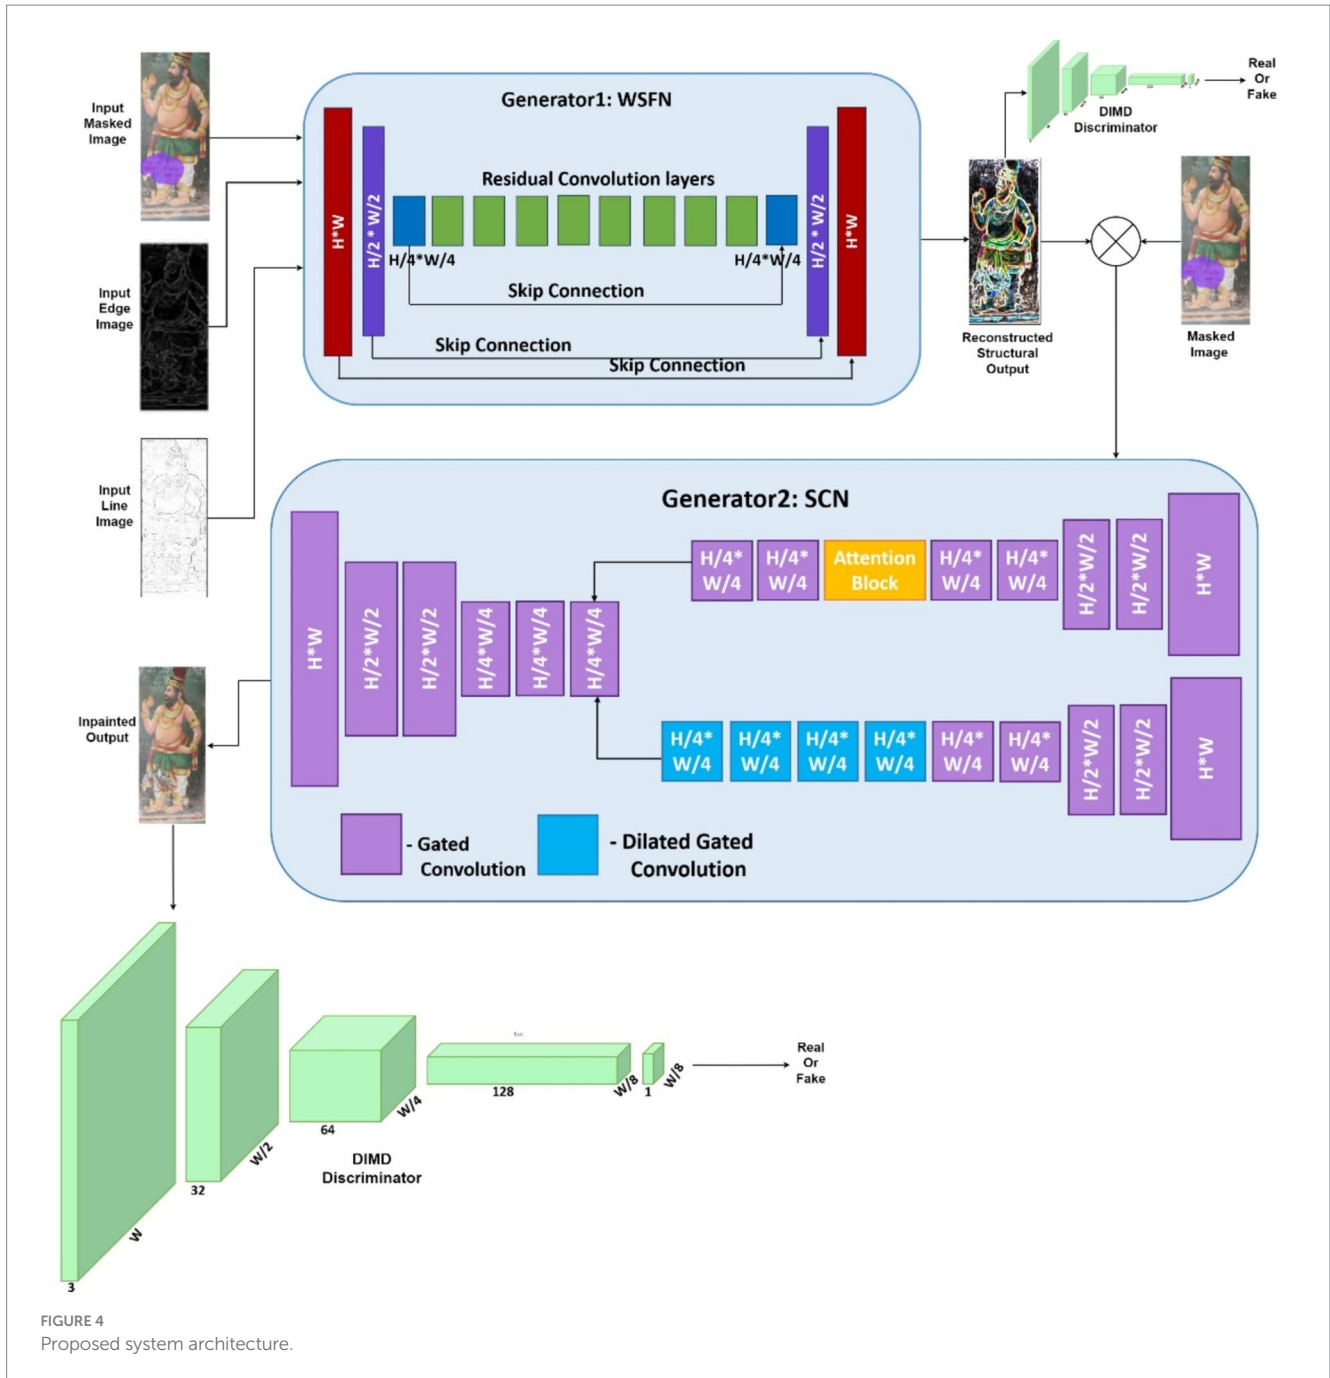 Input
Masked
Image
Input
Edge
Image
Input
Line
Image
Generator1: WSFN
Residual Convolution layers
H*W
H/2 * W/2
H/4*W/4
H/4*W/4
H/2 * W/2
H*W
Skip Connection
Skip Connection
Skip Connection
DIMD
Discriminator
Real
Or
Fake
Reconstructed
Structural
Output
Masked
Image
Generator2: SCN
H*W
H/2*W/2
H/2*W/2
H/4*W/4
H/4*W/4
H/4*W/4
H/4*
W/4
H/4*
W/4
Attention
Block
H/4*
W/4
H/4*
W/4
H/2*W/2
H/2*W/2
H*W
H/4*
W/4
H/4*
W/4
H/4*
W/4
H/4*
W/4
H/4*
W/4
H/4*
W/4
H/2*W/2
H/2*W/2
H*W
- Gated
Convolution
- Dilated Gated
Convolution
Inpainted
Output
3
W
32
W/2
64
W/4
128
W/8
1
W/8
DIMD
Discriminator
Real
Or
Fake
FIGURE 4
Proposed system architecture.